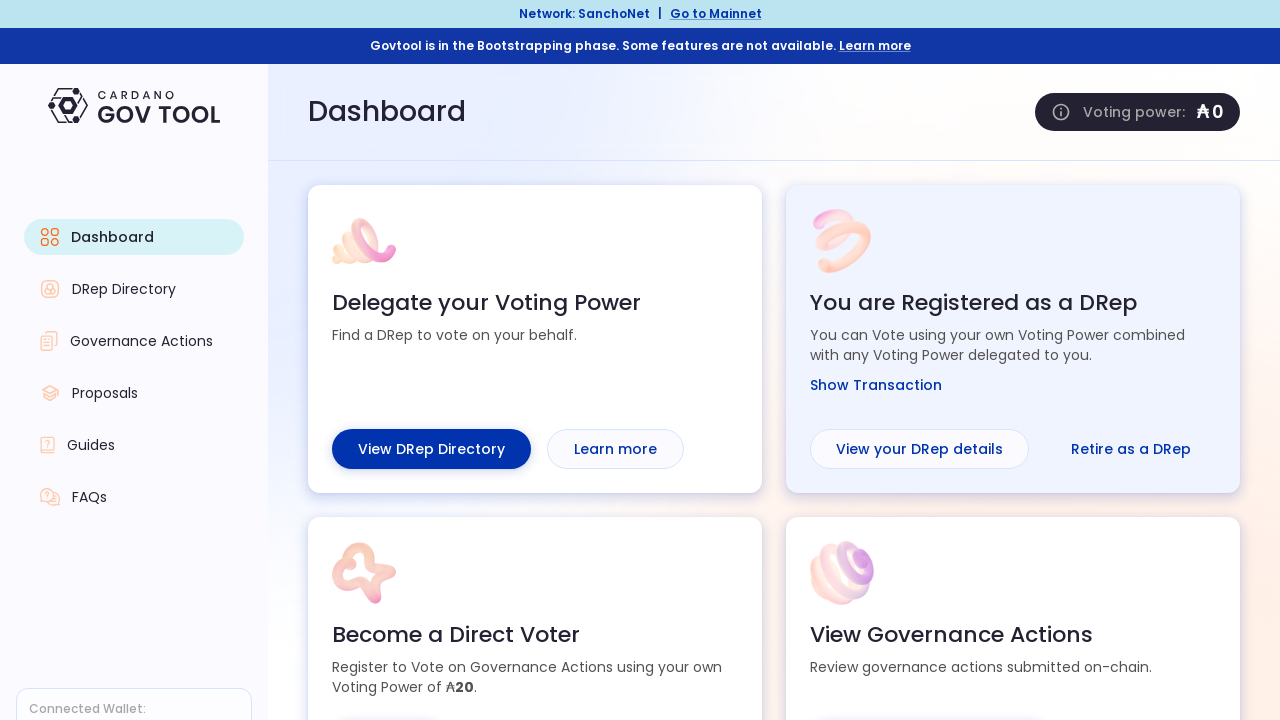 Network: SanchoNet | Go to Mainnet
Govtool is in the Bootstrapping phase. Some features are not available. Learn more
CARDANO
GOV TOOL
Dashboard
DRep Directory
Governance Actions
Proposals
Guides
FAQs
Connected Wallet:
Dashboard
Voting power: ₳0
Delegate your Voting Power
Find a DRep to vote on your behalf.
View DRep Directory
Learn more
You are Registered as a DRep
You can Vote using your own Voting Power combined
with any Voting Power delegated to you.
Show Transaction
View your DRep details
Retire as a DRep
Become a Direct Voter
Register to Vote on Governance Actions using your own
Voting Power of ₳20.
View Governance Actions
Review governance actions submitted on-chain.